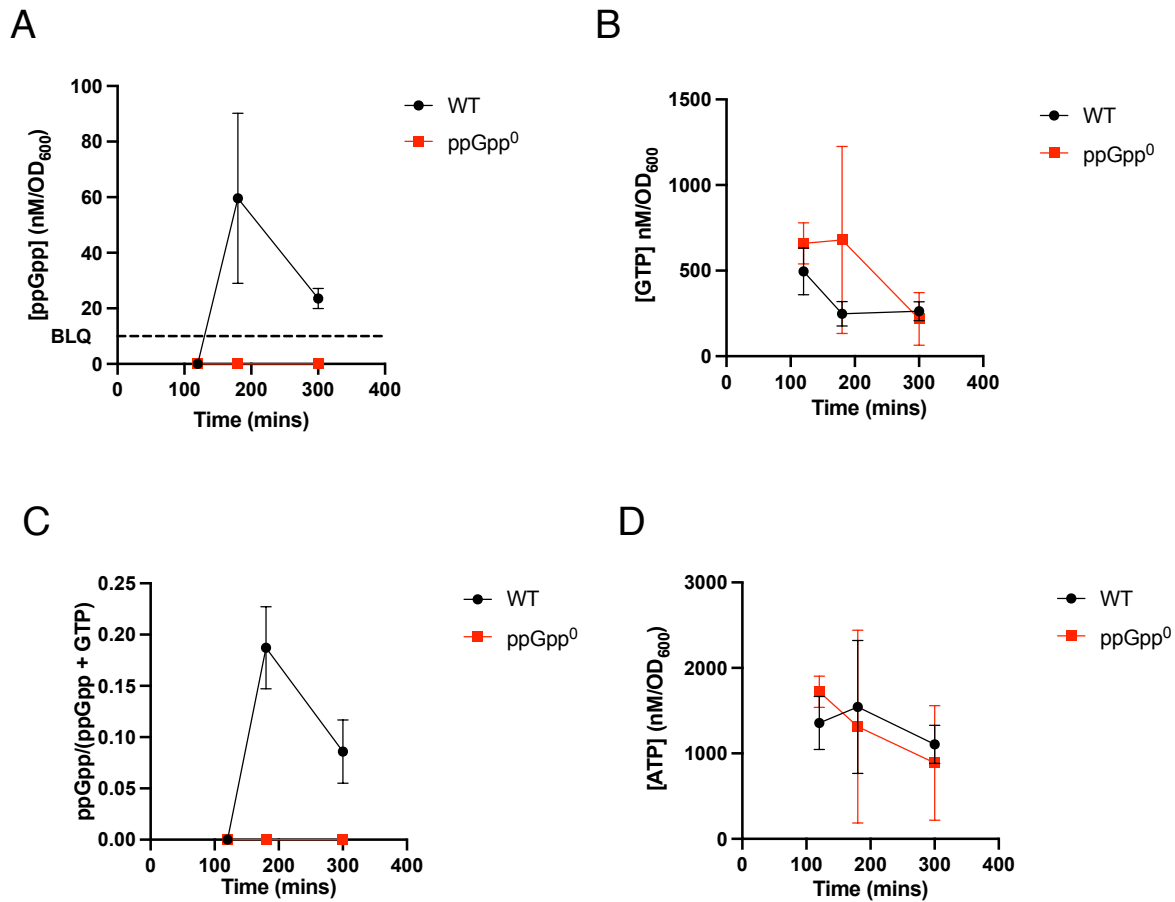 A
[ppGpp] (nM/OD600)
100
80
60
40
20
0
BLQ
0 100 200 300 400
Time (mins)
WT
ppGpp0
B
[GTP] nM/OD600
1500
1000
500
0
0 100 200 300 400
Time (mins)
WT
ppGpp0
C
ppGpp/(ppGpp + GTP)
0.25
0.20
0.15
0.10
0.05
0.00
0 100 200 300 400
Time (mins)
WT
ppGpp0
D
[ATP] (nM/OD600)
3000
2000
1000
0
0 100 200 300 400
Time (mins)
WT
ppGpp0